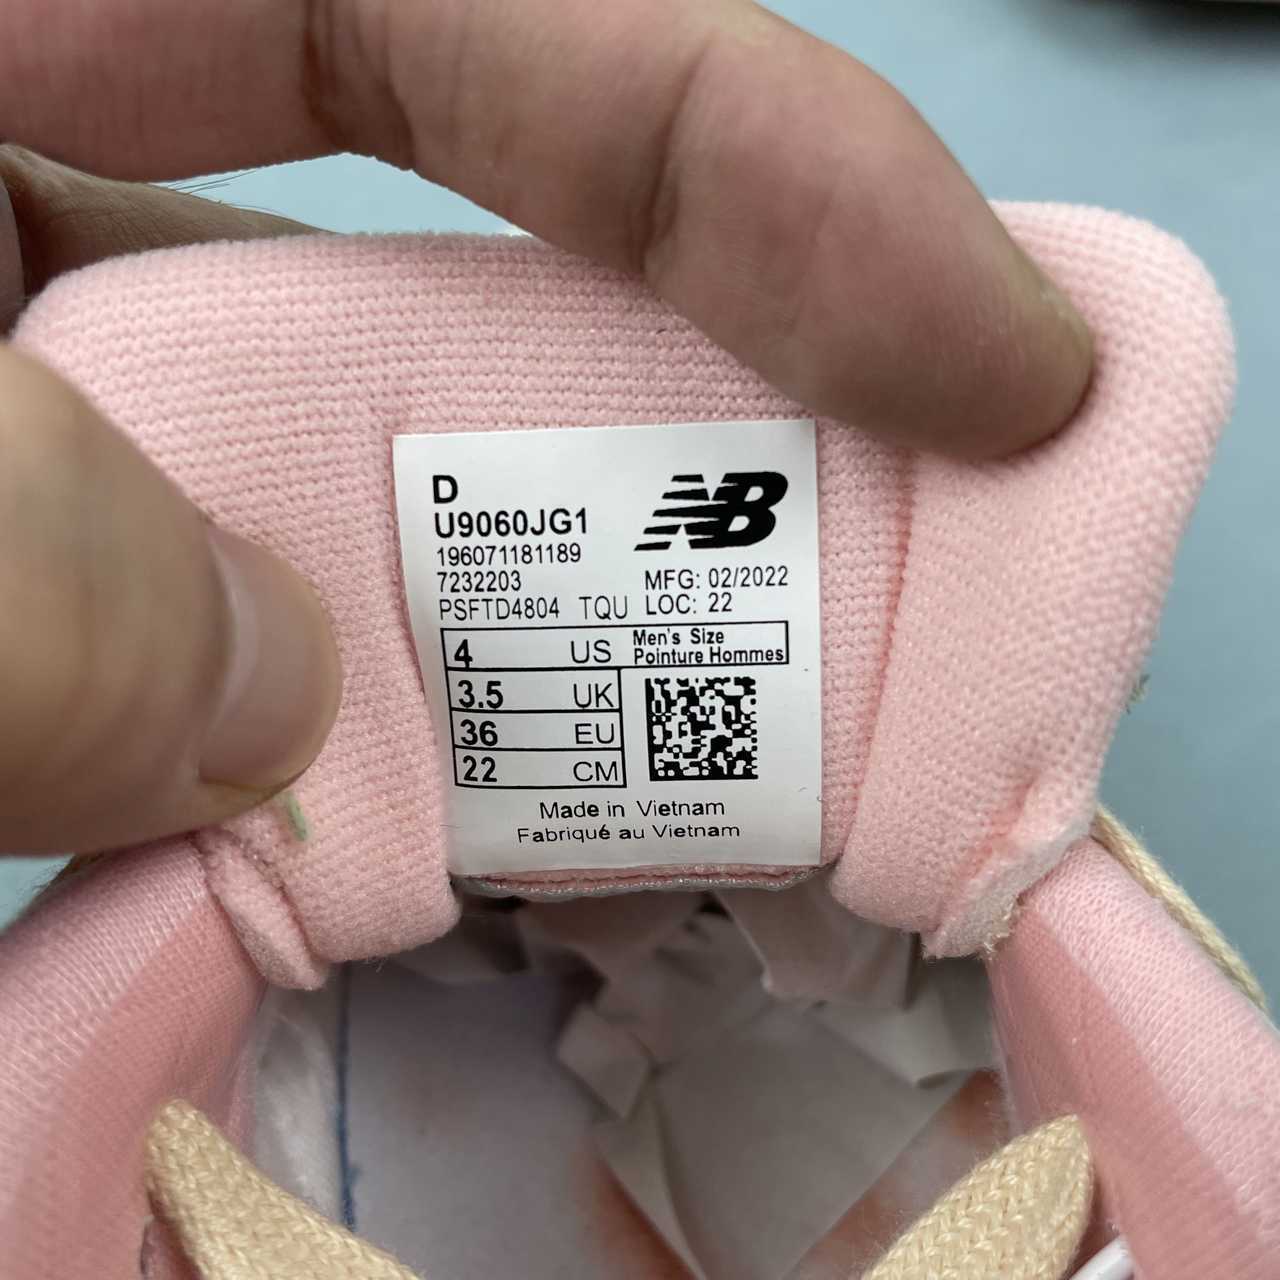 D
NB
U9060JG1
196071181189
7232203
MFG: 02/2022
PSFTD4804 TQU LOC: 22
4 US Men's Size
Pointure Hommes
3.5 UK
36 EU
22 CM
Made in Vietnam
Fabriqué au Vietnam